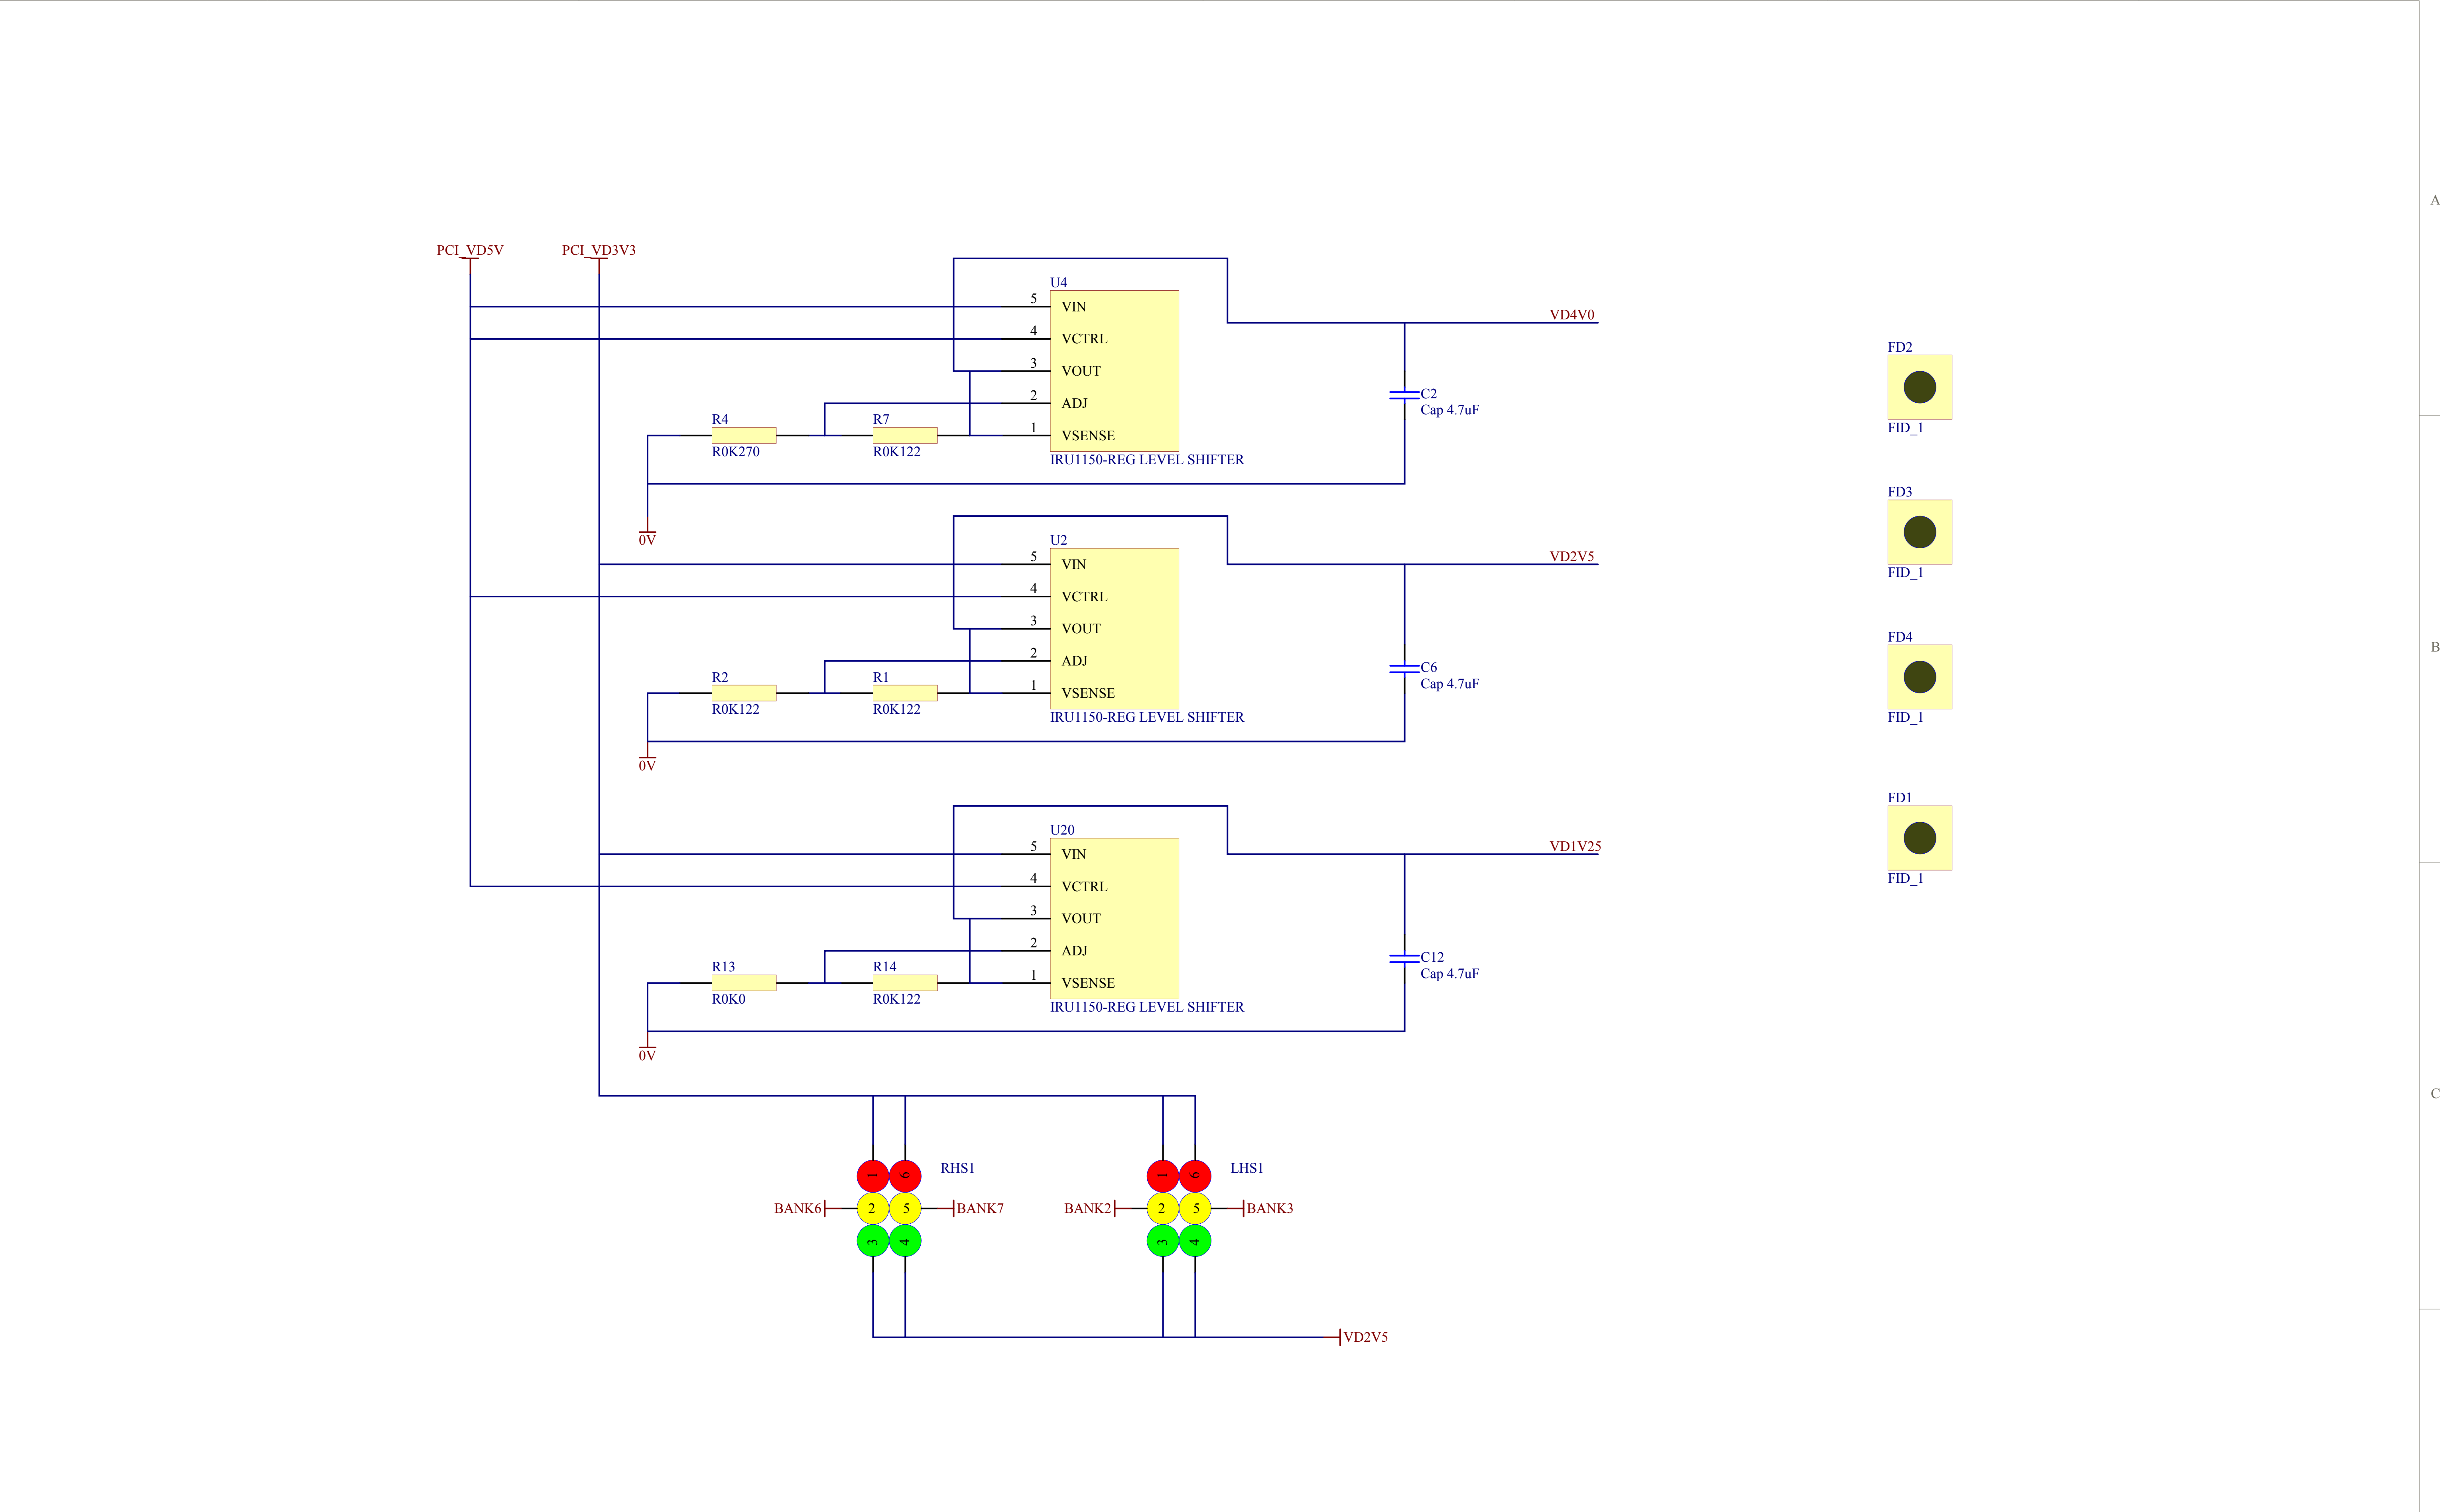 A
PCI_VD5V
PCI_VD3V3
U4
5 VIN
4 VCTRL
3 VOUT
2 ADJ
1 VSENSE
IRU1150-REG LEVEL SHIFTER
R4
R0K270
R7
R0K122
VD4V0
C2
Cap 4.7uF
0V
FD2
FID_1
FD3
FID_1
U2
5 VIN
4 VCTRL
3 VOUT
2 ADJ
1 VSENSE
IRU1150-REG LEVEL SHIFTER
R2
R0K122
R1
R0K122
VD2V5
C6
Cap 4.7uF
0V
FD4
FID_1
B
U20
5 VIN
4 VCTRL
3 VOUT
2 ADJ
1 VSENSE
IRU1150-REG LEVEL SHIFTER
R13
R0K0
R14
R0K122
VD1V25
C12
Cap 4.7uF
0V
FD1
FID_1
C
RHS1
1 6
BANK6 2 5 BANK7
3 4
LHS1
1 6
BANK2 2 5 BANK3
3 4
VD2V5